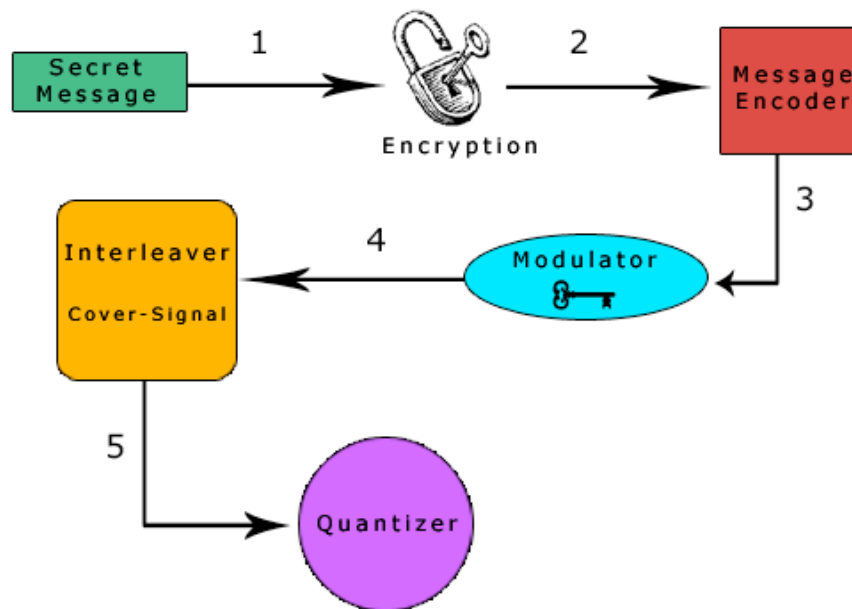 1
2
Secret
Message
Message
Encoder
Encryption
3
4
Interleaver
Modulator
Cover-Signal
5
Quantizer